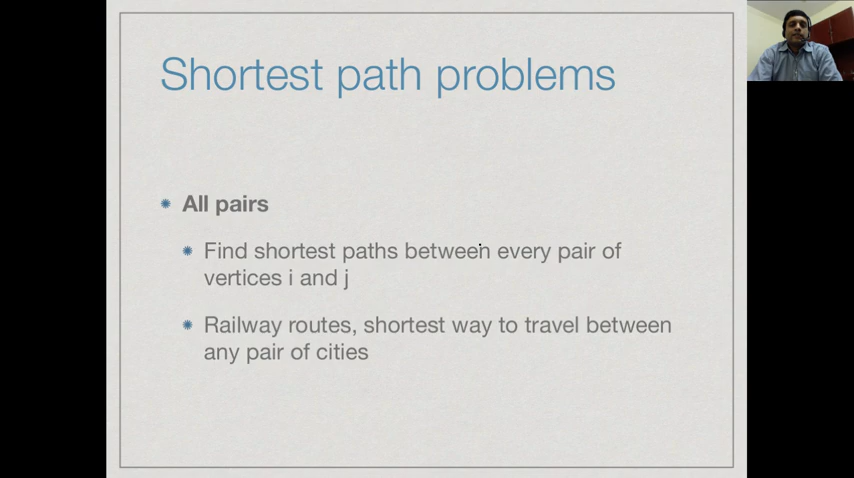 Shortest path problems
All pairs
Find shortest paths between every pair of
vertices i and j
Railway routes, shortest way to travel between
any pair of cities